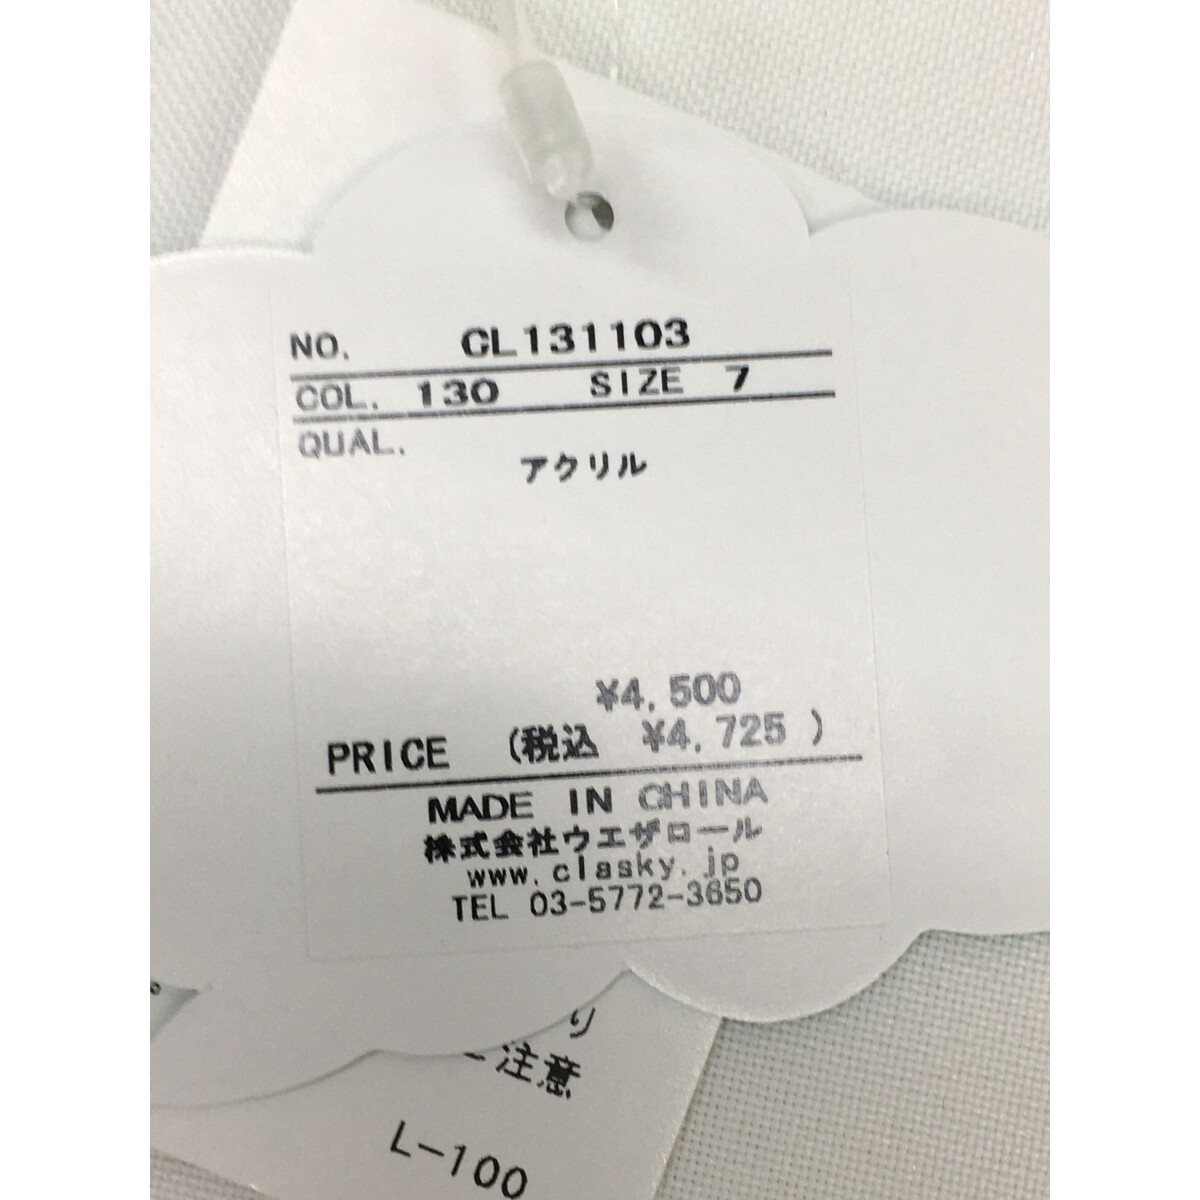 NO. CL131103
COL. 130 SIZE 7
QUAL.
アクリル
¥4,500
PRICE (税込 ¥4,725)
MADE IN CHINA
株式会社ウエザロール
www.clasky.jp
TEL 03-5772-3650
り
ご注意
L-100